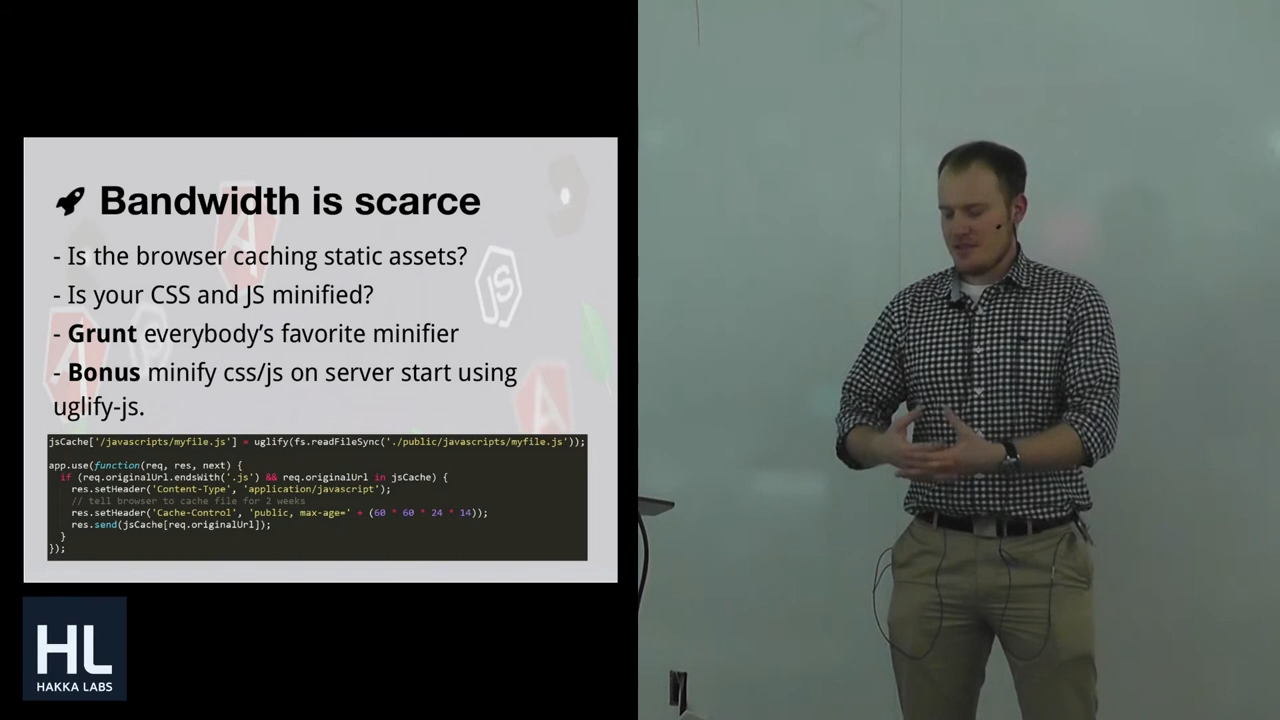 Bandwidth is scarce
- Is the browser caching static assets?
- Is your CSS and JS minified?
- Grunt everybody's favorite minifier
- Bonus minify css/js on server start using
uglify-js.
jsCache['/javascripts/myfile.js'] = uglify(fs.readFileSync('./public/javascripts/myfile.js'));
app.use(function(req, res, next) {
if (req.originalUrl.endsWith('.js') && req.originalUrl in jsCache) {
res.setHeader('Content-Type', 'application/javascript');
// tell browser to cache file for 2 weeks
res.setHeader('Cache-Control', 'public, max-age=' + (60 * 60 * 24 * 14));
res.send(jsCache[req.originalUrl]);
}
});
HL
HAKKA LABS